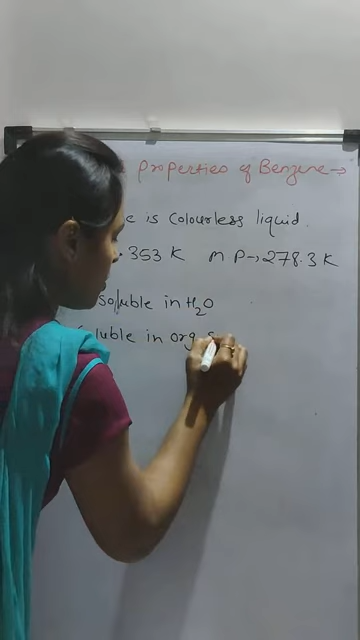 properties of Benzene →
is colourless liquid.
353 K M P → 278.3 K
soluble in H₂O
luble in org s